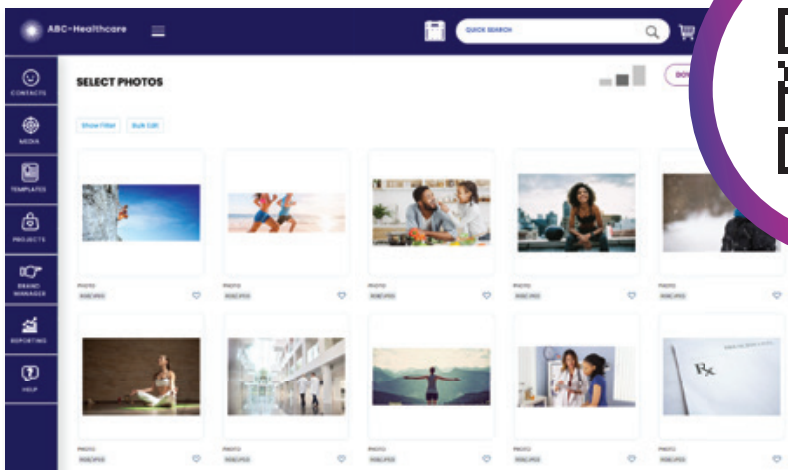 ABC-Healthcare
QUICK SEARCH
CONTACTS
SELECT PHOTOS
Show Filter
Bulk Edit
MEDIA
TEMPLATES
PROJECTS
BRAND
MANAGER
REPORTING
HELP
PHOTO
PHOTO
PHOTO
PHOTO
PHOTO
PHOTO
PHOTO
PHOTO
PHOTO
PHOTO
Rx